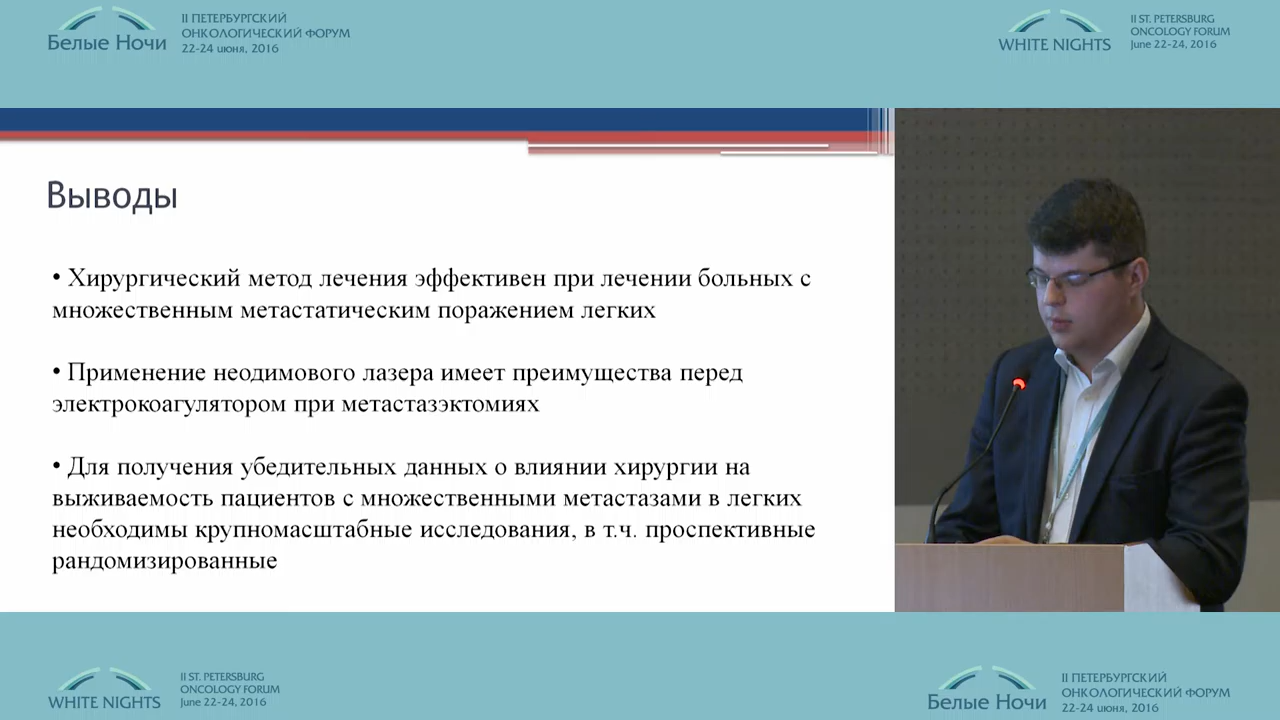 Белые Ночи
II ПЕТЕРБУРГСКИЙ
ОНКОЛОГИЧЕСКИЙ ФОРУМ
22-24 июня, 2016
WHITE NIGHTS
II ST. PETERSBURG
ONCOLOGY FORUM
June 22-24, 2016
Выводы
• Хирургический метод лечения эффективен при лечении больных с
множественным метастатическим поражением легких
• Применение неодимового лазера имеет преимущества перед
электрокоагулятором при метастазэктомиях
• Для получения убедительных данных о влиянии хирургии на
выживаемость пациентов с множественными метастазами в легких
необходимы крупномасштабные исследования, в т.ч. проспективные
рандомизированные
WHITE NIGHTS
II ST. PETERSBURG
ONCOLOGY FORUM
June 22-24, 2016
Белые Ночи
II ПЕТЕРБУРГСКИЙ
ОНКОЛОГИЧЕСКИЙ ФОРУМ
22-24 июня, 2016